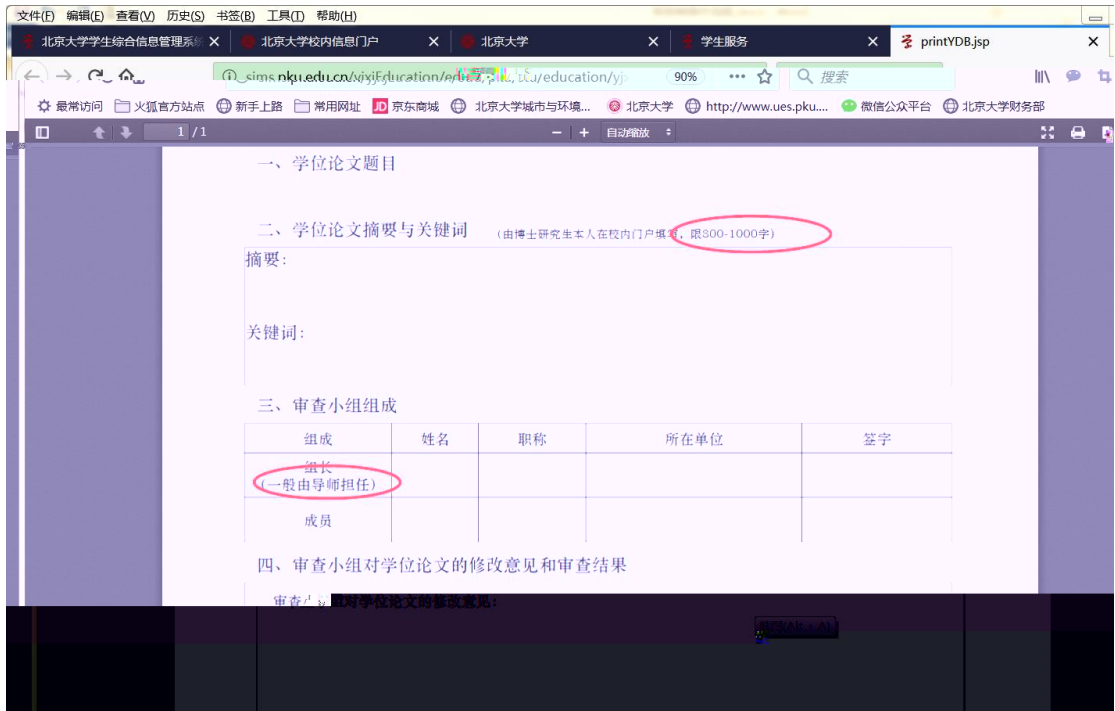 文件(F) 编辑(E) 查看(V) 历史(S) 书签(B) 工具(T) 帮助(H)
北京大学学生综合信息管理系统 北京大学校内信息门户 北京大学 学生服务 printYDB.jsp
90% 搜索
最常访问 火狐官方站点 新手上路 常用网址 JD 京东商城 北京大学城市与环境... 北京大学 http://www.ues.pku.... 微信公众平台 北京大学财务部
1 / 1 自动缩放
一、学位论文题目
二、学位论文摘要与关键词 (由博士研究生本人在校内门户填写，限800-1000字)
摘要：
关键词：
三、审查小组组成
组成 姓名 职称 所在单位 签字
组长
(一般由导师担任)
成员
四、审查小组对学位论文的修改意见和审查结果
审查小组对学位论文的修改意见：